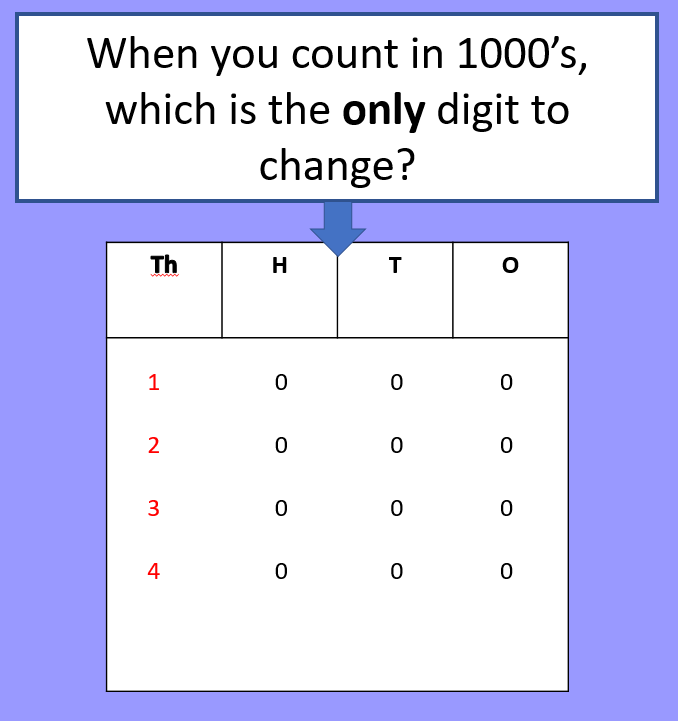 When you count in 1000’s,
which is the only digit to
change?
Th H T O
1 0 0 0
2 0 0 0
3 0 0 0
4 0 0 0